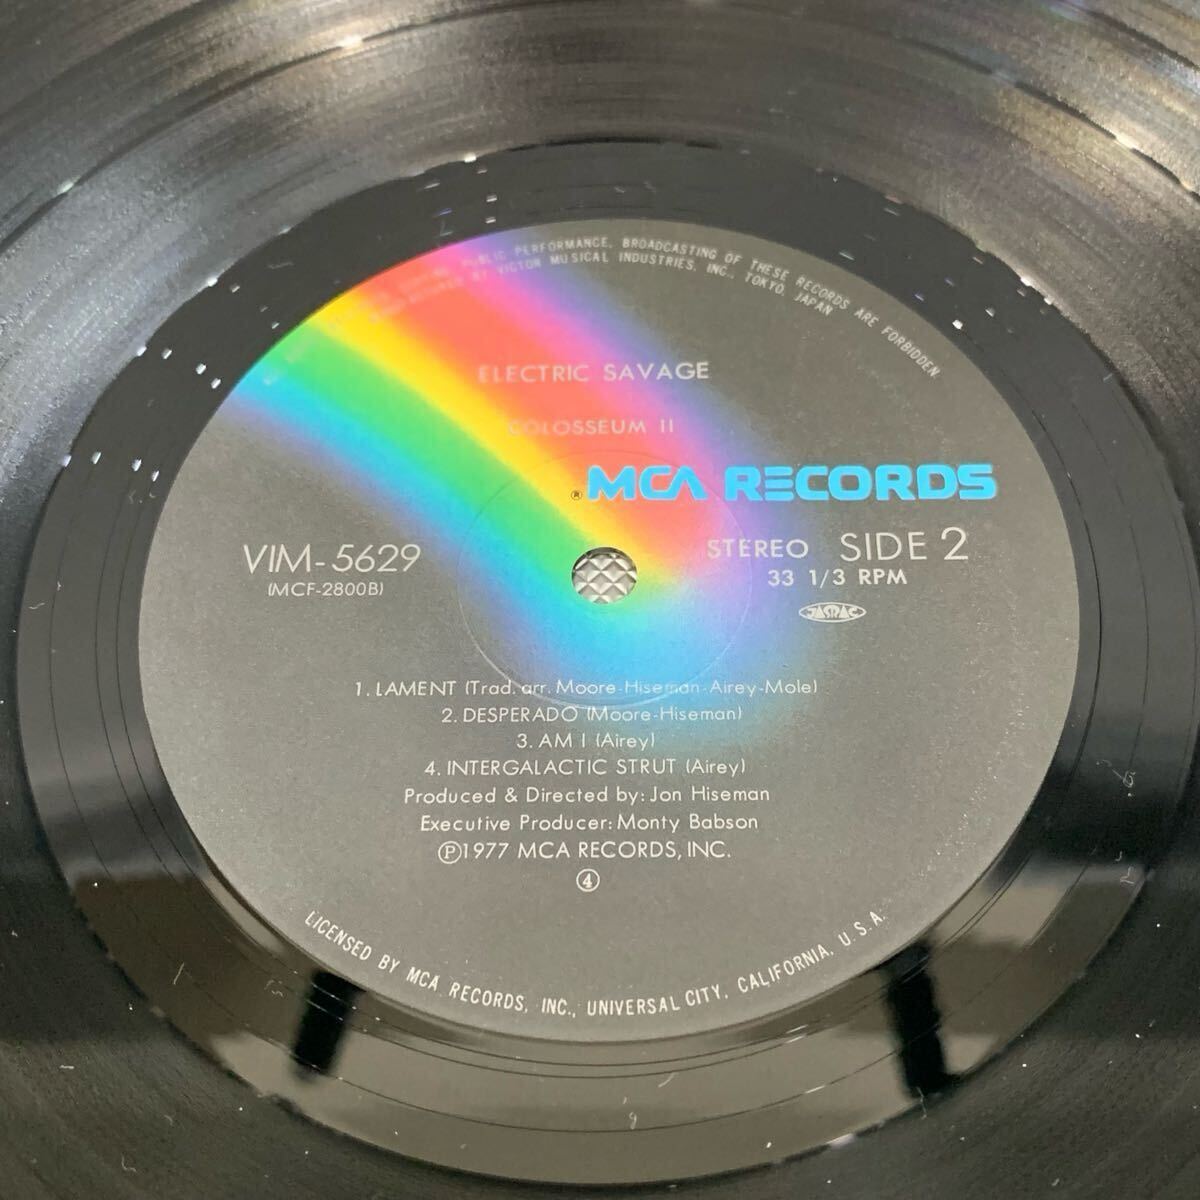 PUBLIC PERFORMANCE, BROADCASTING OF THESE RECORDS ARE FORBIDDEN.
BY VICTOR MUSICAL INDUSTRIES, INC., TOKYO, JAPAN
ELECTRIC SAVAGE
COLOSSEUM II
® MCA RECORDS
VIM-5629
(MCF-2800B)
STEREO SIDE 2
33 1/3 RPM
JASRAC
1. LAMENT (Trad. arr. Moore-Hiseman-Airey-Mole)
2. DESPERADO (Moore-Hiseman)
3. AM I (Airey)
4. INTERGALACTIC STRUT (Airey)
Produced & Directed by: Jon Hiseman
Executive Producer: Monty Babson
Ⓟ1977 MCA RECORDS, INC.
④
LICENSED BY MCA RECORDS, INC., UNIVERSAL CITY, CALIFORNIA, U.S.A.